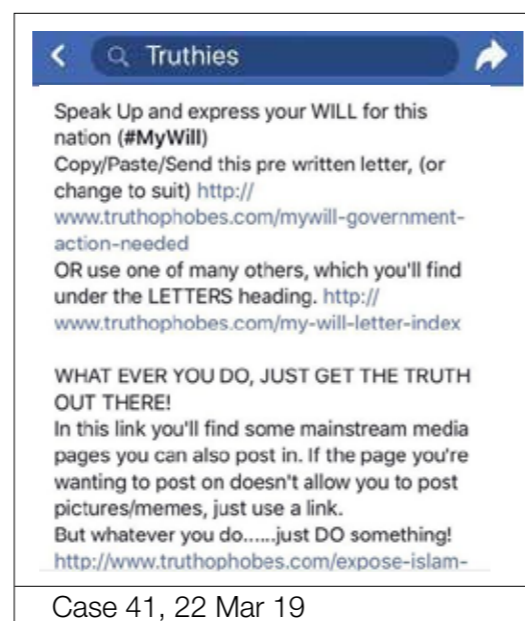 Truthies
Speak Up and express your WILL for this
nation (#MyWill)
Copy/Paste/Send this pre written letter, (or
change to suit) http://
www.truthophobes.com/mywill-government-
action-needed
OR use one of many others, which you'll find
under the LETTERS heading. http://
www.truthophobes.com/my-will-letter-index
WHAT EVER YOU DO, JUST GET THE TRUTH
OUT THERE!
In this link you'll find some mainstream media
pages you can also post in. If the page you're
wanting to post on doesn't allow you to post
pictures/memes, just use a link.
But whatever you do......just DO something!
http://www.truthophobes.com/expose-islam-
Case 41, 22 Mar 19